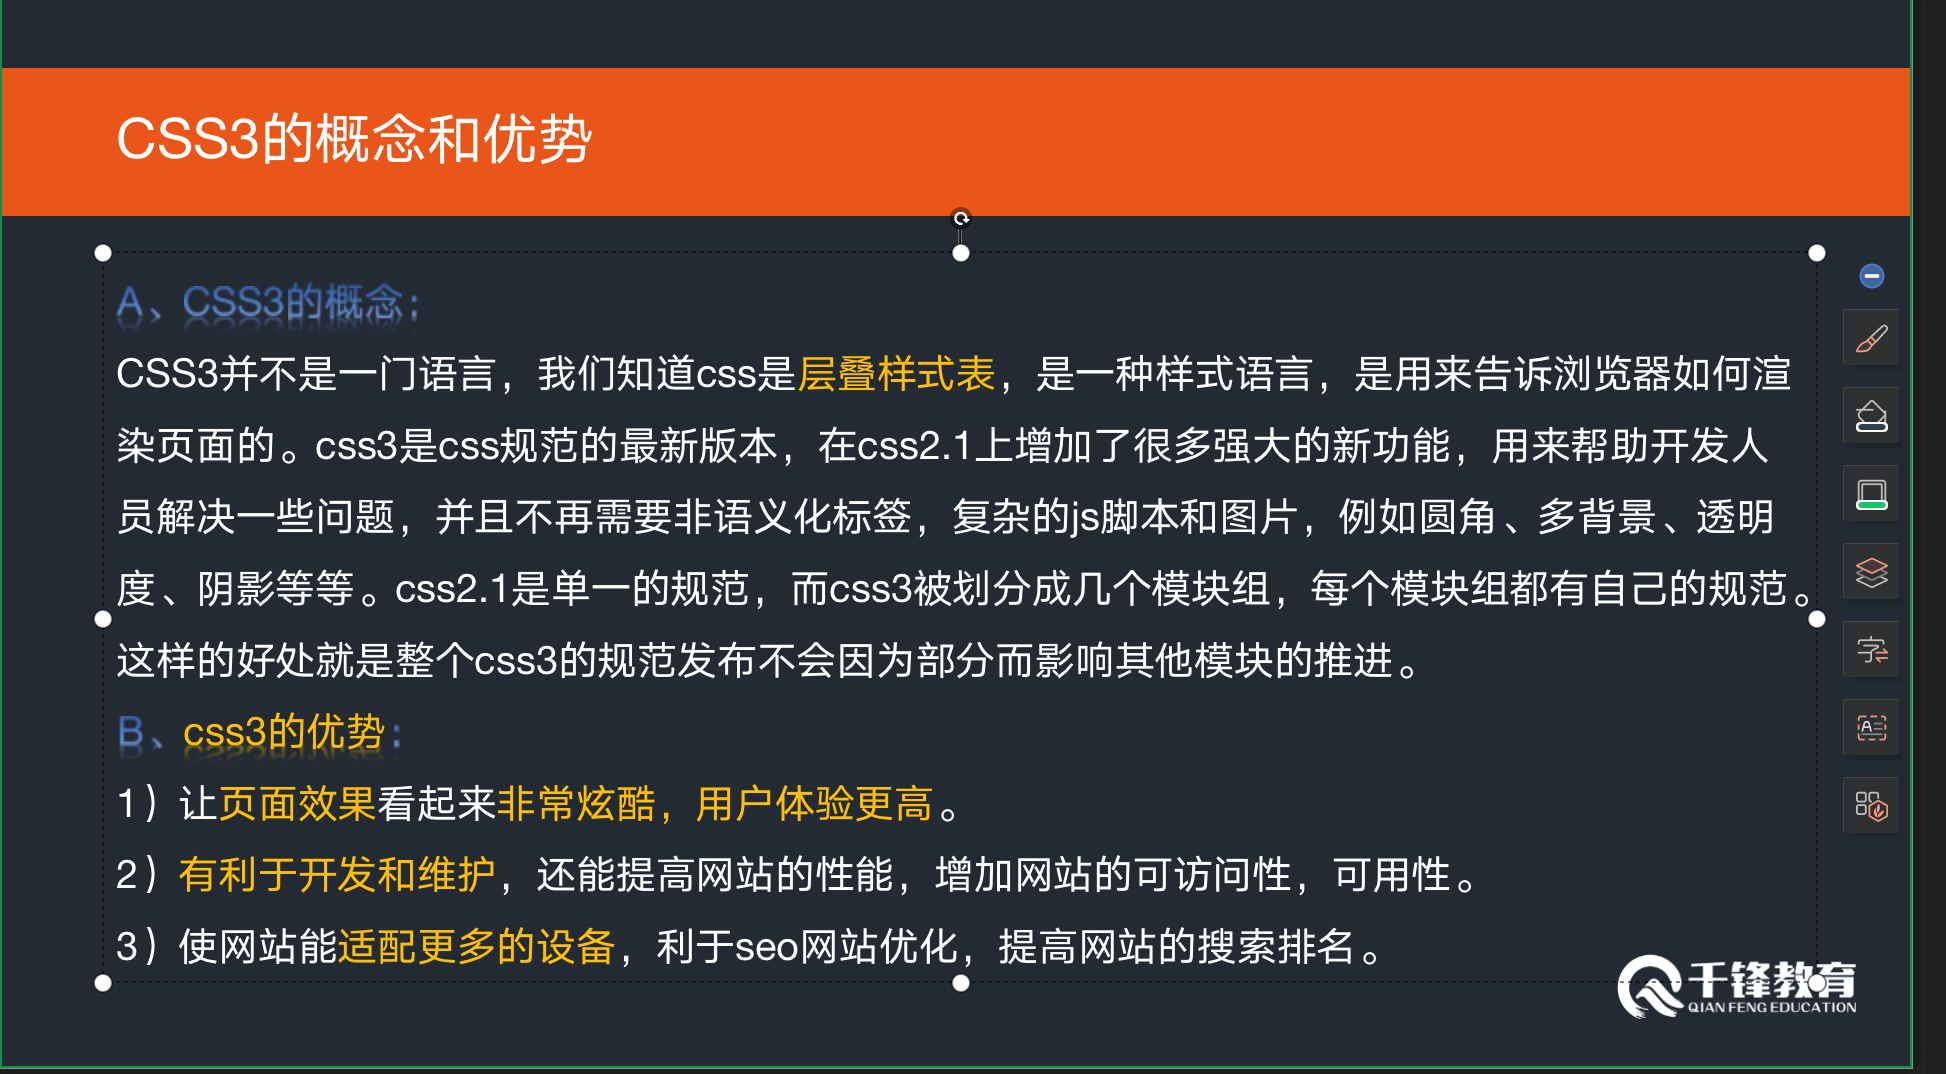 CSS3的概念和优势
A、CSS3的概念：
CSS3并不是一门语言，我们知道css是层叠样式表，是一种样式语言，是用来告诉浏览器如何渲
染页面的。css3是css规范的最新版本，在css2.1上增加了很多强大的新功能，用来帮助开发人
员解决一些问题，并且不再需要非语义化标签，复杂的js脚本和图片，例如圆角、多背景、透明
度、阴影等等。css2.1是单一的规范，而css3被划分成几个模块组，每个模块组都有自己的规范。
这样的好处就是整个css3的规范发布不会因为部分而影响其他模块的推进。
B、css3的优势：
1）让页面效果看起来非常炫酷，用户体验更高。
2）有利于开发和维护，还能提高网站的性能，增加网站的可访问性，可用性。
3）使网站能适配更多的设备，利于seo网站优化，提高网站的搜索排名。
千锋教育
QIAN FENG EDUCATION
字
A